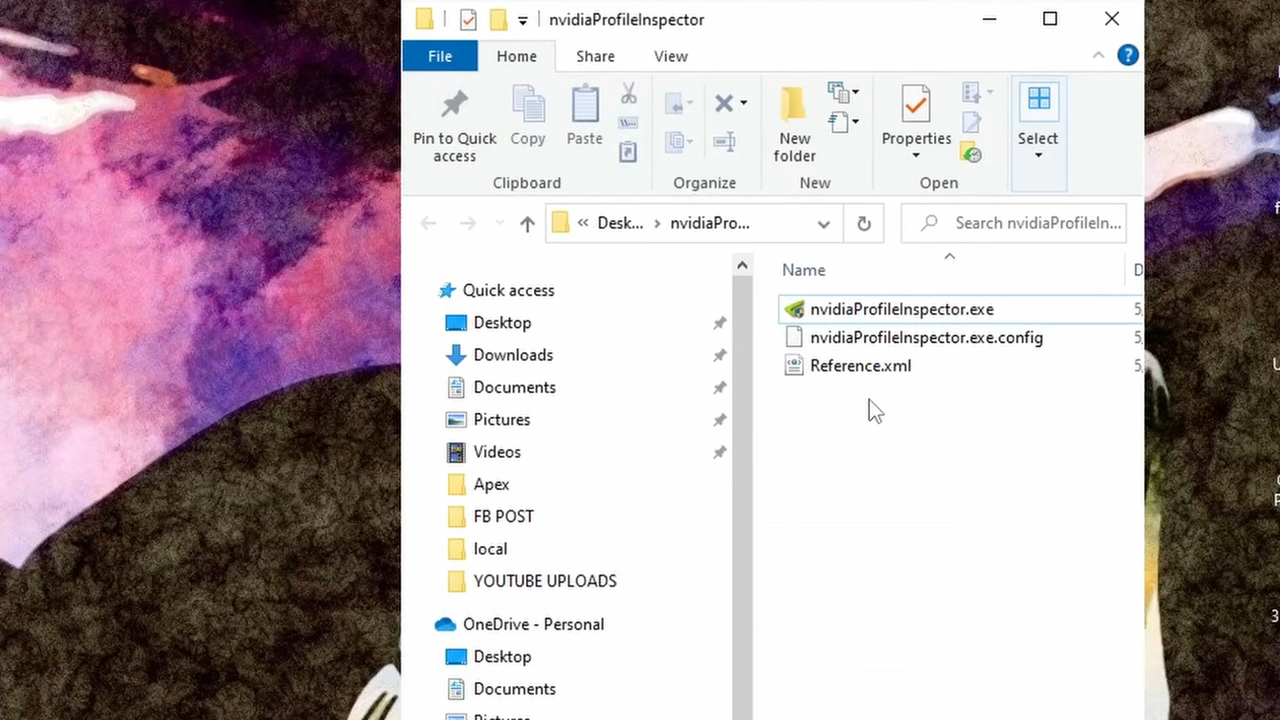 nvidiaProfileInspector
File Home Share View
Pin to Quick access
Copy
Paste
New folder
Properties
Select
Clipboard Organize New Open
« Desk... › nvidiaPro...
Search nvidiaProfileIn...
Name
D
Quick access
Desktop
Downloads
Documents
Pictures
Videos
Apex
FB POST
local
YOUTUBE UPLOADS
OneDrive - Personal
Desktop
Documents
nvidiaProfileInspector.exe
nvidiaProfileInspector.exe.config
Reference.xml